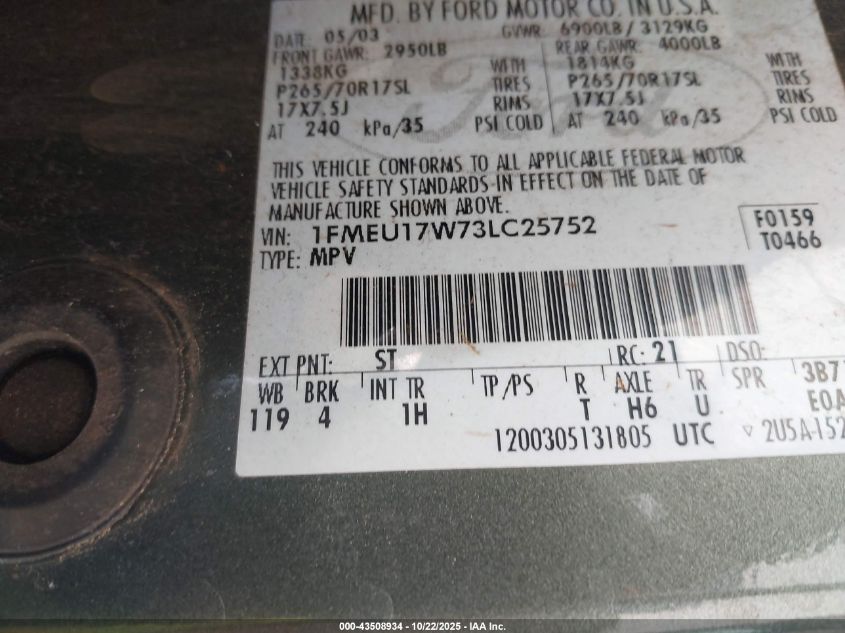 MFD. BY FORD MOTOR CO. IN U.S.A.
DATE: 05/03 GVWR: 6900LB / 3129KG
FRONT GAWR: 2950LB REAR GAWR: 4000LB
1338KG WITH 1814KG WITH
P265/70R17SL TIRES P265/70R17SL TIRES
17X7.5J RIMS 17X7.5J RIMS
AT 240 kPa/35 PSI COLD AT 240 kPa/35 PSI COLD
THIS VEHICLE CONFORMS TO ALL APPLICABLE FEDERAL MOTOR
VEHICLE SAFETY STANDARDS IN EFFECT ON THE DATE OF
MANUFACTURE SHOWN ABOVE.
VIN: 1FMEU17W73LC25752 F0159
TYPE: MPV T0466
EXT PNT: ST RC: 21 DSO:
WB BRK INT TR TP/PS R AXLE TR SPR 3B7
119 4 1H T H6 U E0A
1200305131805 UTC 2U5A-152
000-43508934 - 10/22/2025 - IAA Inc.